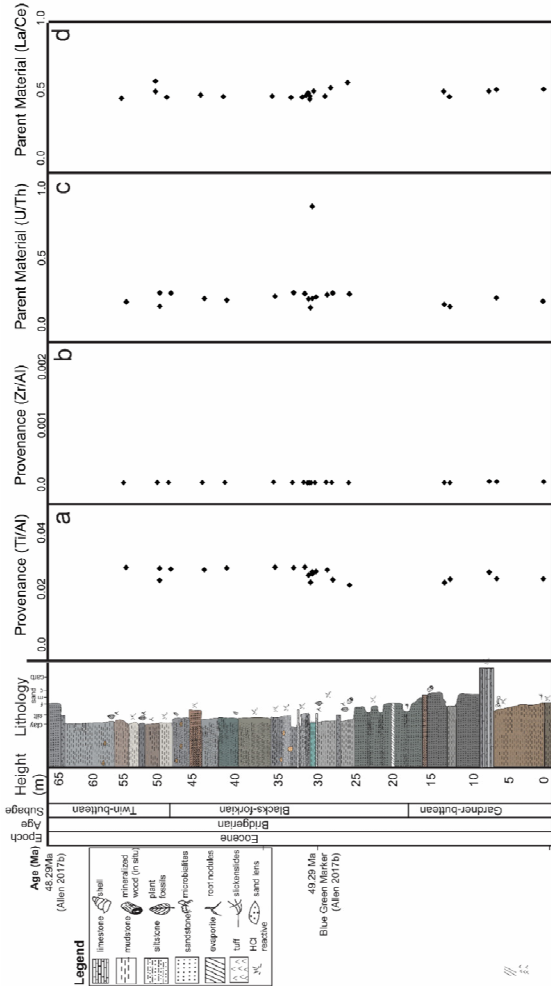 Parent Material (La/Ce)
0.0
0.5
1.0
d
Parent Material (U/Th)
0.0
0.5
1.0
c
Provenance (Zr/Al)
0.0
0.001
0.002
b
Provenance (Ti/Al)
0.0
0.02
0.04
a
Lithology
clay
silt
f
m
sand
carb
Height
(m)
65
60
55
50
45
40
35
30
25
20
15
10
5
0
Subage
Twin-buttean
Blacks-forkian
Gardner-buttean
Age
Bridgerian
Epoch
Eocene
Age (Ma)
48.29Ma
(Allen 2017b)
49.29 Ma
Blue Green Marker
(Allen 2017b)
Legend
limestone
mudstone
siltstone
sandstone
evaporite
tuff
HCl
reactive
shell
mineralized
wood (in situ)
plant
fossils
microbialites
root nodules
slickenslides
sand lens